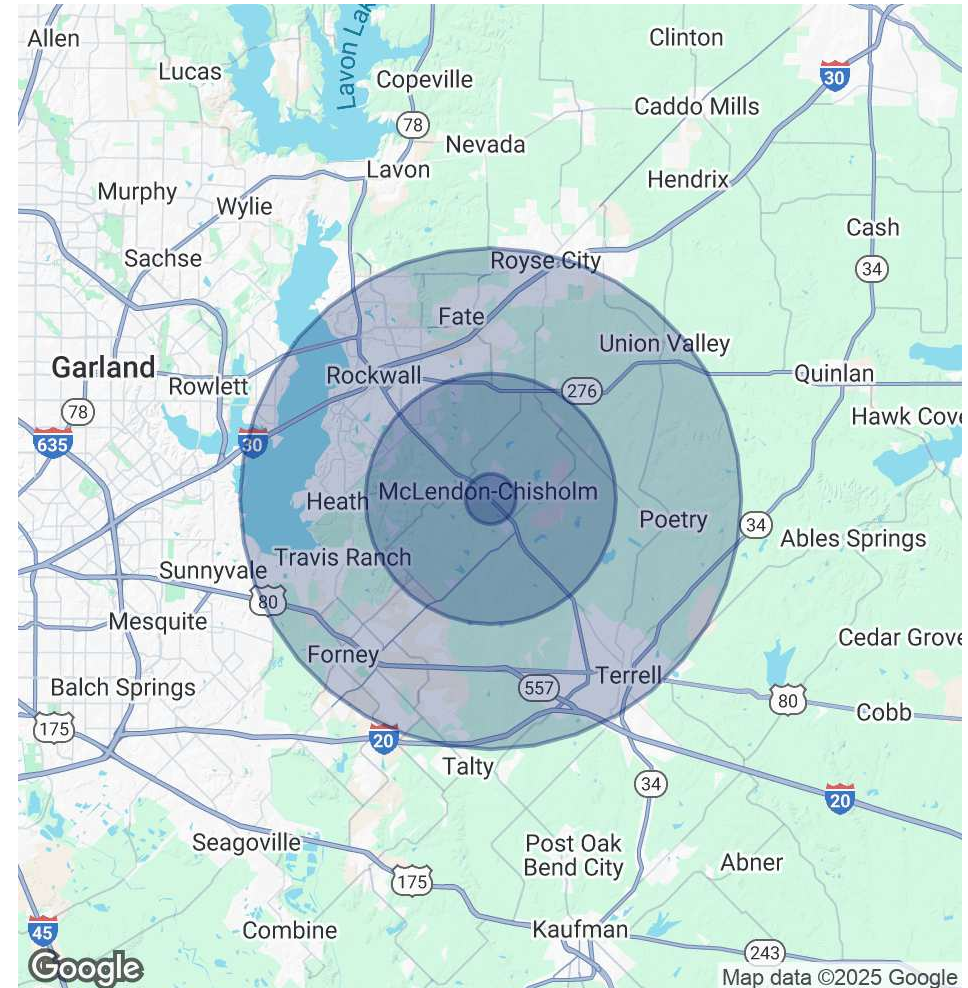 Allen
Clinton
Lucas
Lavon Lak
Copeville
30
Caddo Mills
78
Nevada
Lavon
Hendrix
Murphy
Wylie
Cash
Sachse
Royse City
34
Fate
Union Valley
Garland
Rowlett
Rockwall
Quinlan
276
78
Hawk Cove
635
30
Heath
McLendon-Chisholm
Poetry
34
Ables Springs
Travis Ranch
Sunnyvale
80
Mesquite
Cedar Grove
Forney
Terrell
Balch Springs
557
80
Cobb
175
20
Talty
34
20
Seagoville
Post Oak
Bend City
Abner
175
Combine
Kaufman
45
243
Google
Map data ©2025 Google